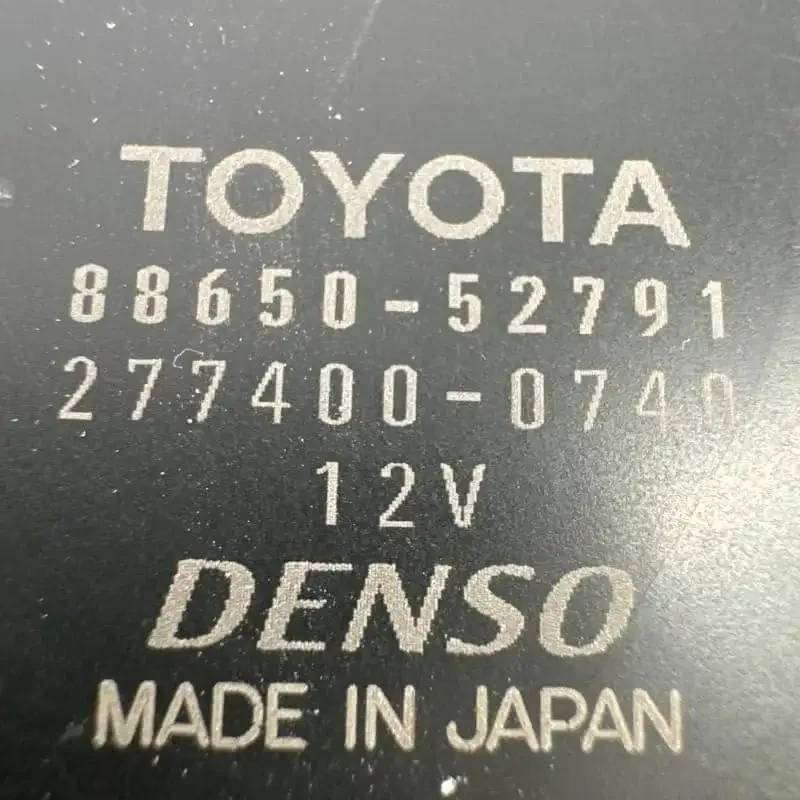 TOYOTA
88650-52791
277400-0740
12V
DENSO
MADE IN JAPAN